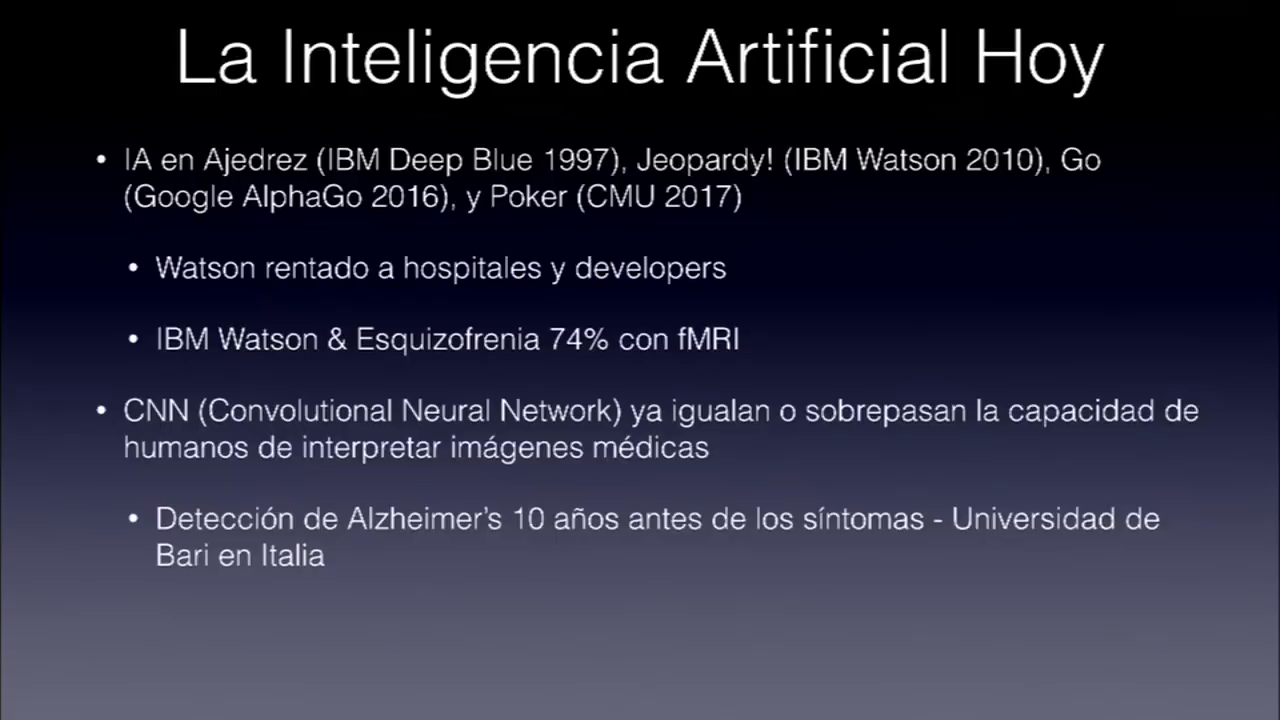 La Inteligencia Artificial Hoy
• IA en Ajedrez (IBM Deep Blue 1997), Jeopardy! (IBM Watson 2010), Go
(Google AlphaGo 2016), y Poker (CMU 2017)
• Watson rentado a hospitales y developers
• IBM Watson & Esquizofrenia 74% con fMRI
• CNN (Convolutional Neural Network) ya igualan o sobrepasan la capacidad de
humanos de interpretar imágenes médicas
• Detección de Alzheimer’s 10 años antes de los síntomas - Universidad de
Bari en Italia